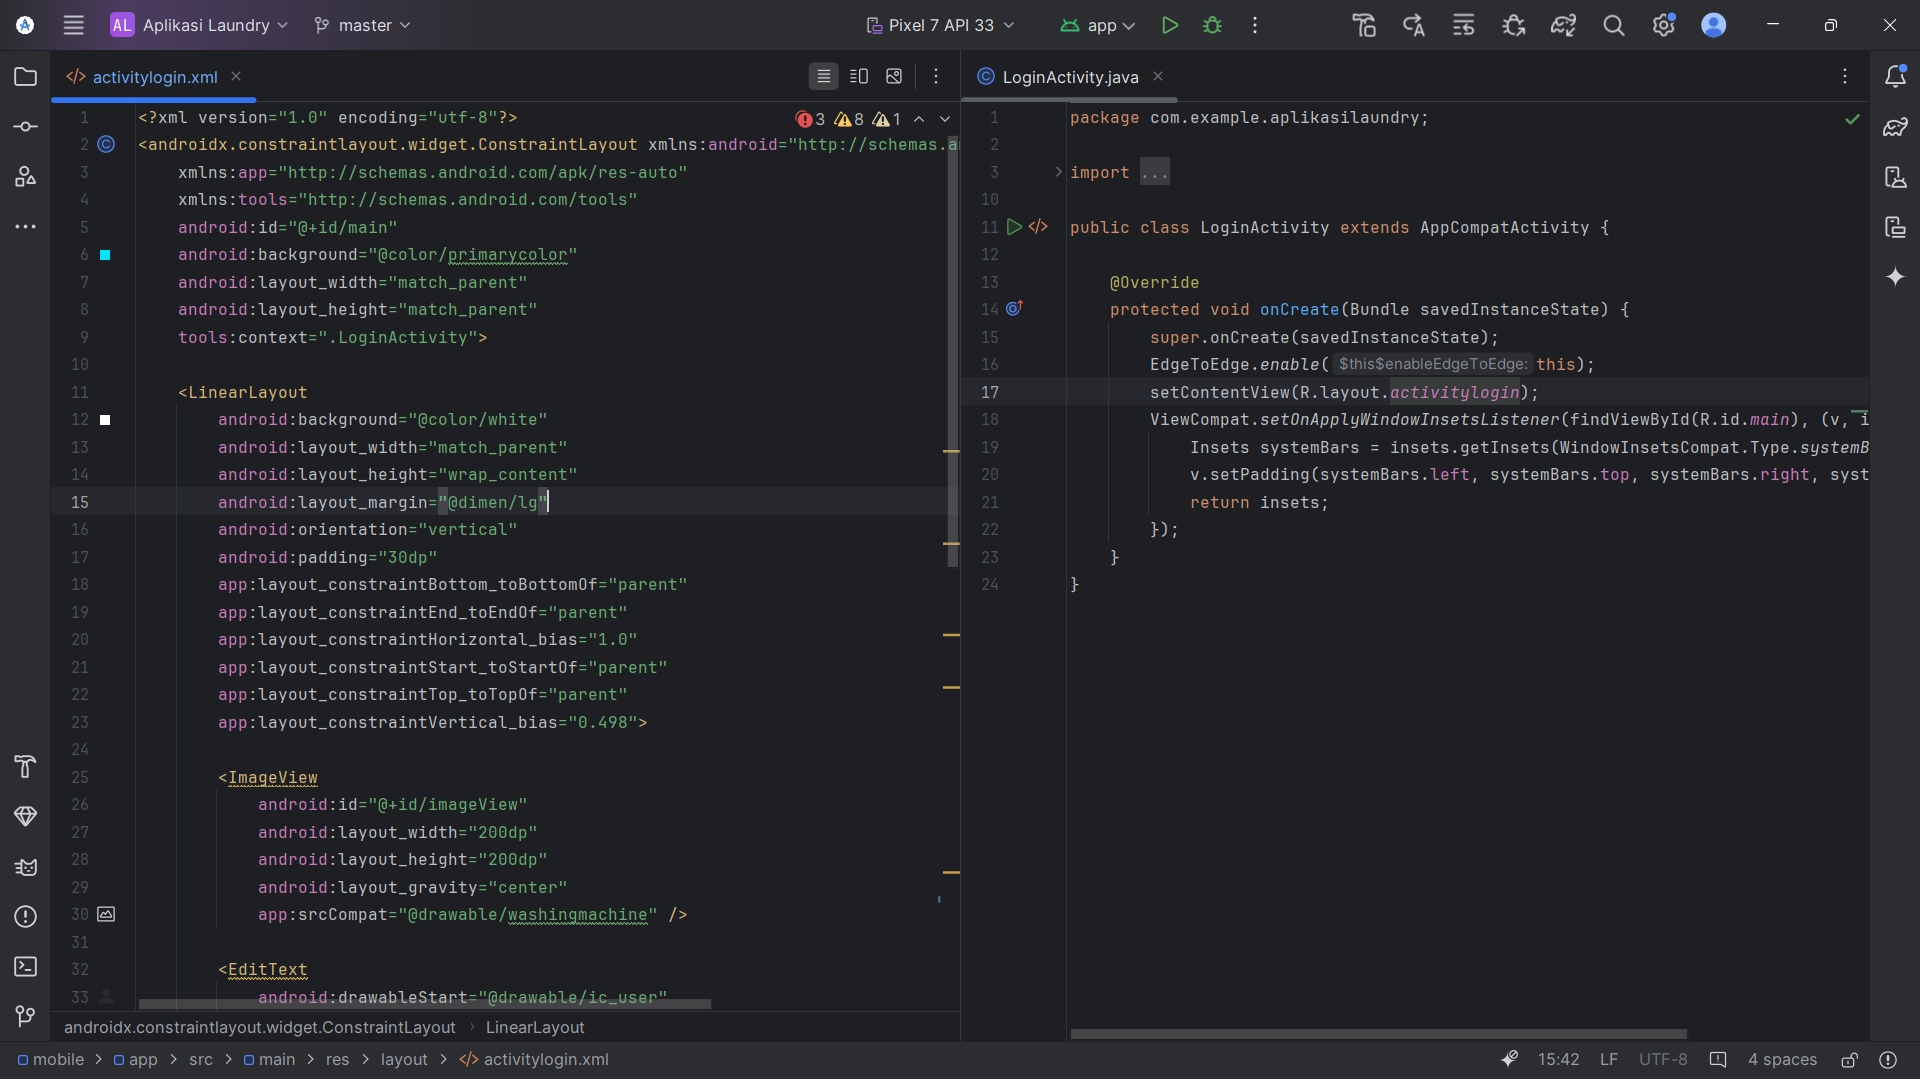 AL Aplikasi Laundry master Pixel 7 API 33 app
activitylogin.xml
LoginActivity.java
3 8 1
1 <?xml version="1.0" encoding="utf-8"?>
2 <androidx.constraintlayout.widget.ConstraintLayout xmlns:android="http://schemas.a
3 xmlns:app="http://schemas.android.com/apk/res-auto"
4 xmlns:tools="http://schemas.android.com/tools"
5 android:id="@+id/main"
6 android:background="@color/primarycolor"
7 android:layout_width="match_parent"
8 android:layout_height="match_parent"
9 tools:context=".LoginActivity">
10
11 <LinearLayout
12 android:background="@color/white"
13 android:layout_width="match_parent"
14 android:layout_height="wrap_content"
15 android:layout_margin="@dimen/lg"
16 android:orientation="vertical"
17 android:padding="30dp"
18 app:layout_constraintBottom_toBottomOf="parent"
19 app:layout_constraintEnd_toEndOf="parent"
20 app:layout_constraintHorizontal_bias="1.0"
21 app:layout_constraintStart_toStartOf="parent"
22 app:layout_constraintTop_toTopOf="parent"
23 app:layout_constraintVertical_bias="0.498">
24
25 <ImageView
26 android:id="@+id/imageView"
27 android:layout_width="200dp"
28 android:layout_height="200dp"
29 android:layout_gravity="center"
30 app:srcCompat="@drawable/washingmachine" />
31
32 <EditText
33 android:drawableStart="@drawable/ic_user"
androidx.constraintlayout.widget.ConstraintLayout › LinearLayout
1 package com.example.aplikasilaundry;
2
3 import ...
10
11 public class LoginActivity extends AppCompatActivity {
12
13 @Override
14 protected void onCreate(Bundle savedInstanceState) {
15 super.onCreate(savedInstanceState);
16 EdgeToEdge.enable( $this$enableEdgeToEdge: this);
17 setContentView(R.layout.activitylogin);
18 ViewCompat.setOnApplyWindowInsetsListener(findViewById(R.id.main), (v, i
19 Insets systemBars = insets.getInsets(WindowInsetsCompat.Type.systemB
20 v.setPadding(systemBars.left, systemBars.top, systemBars.right, syst
21 return insets;
22 });
23 }
24 }
mobile > app > src > main > res > layout > activitylogin.xml
15:42 LF UTF-8 4 spaces